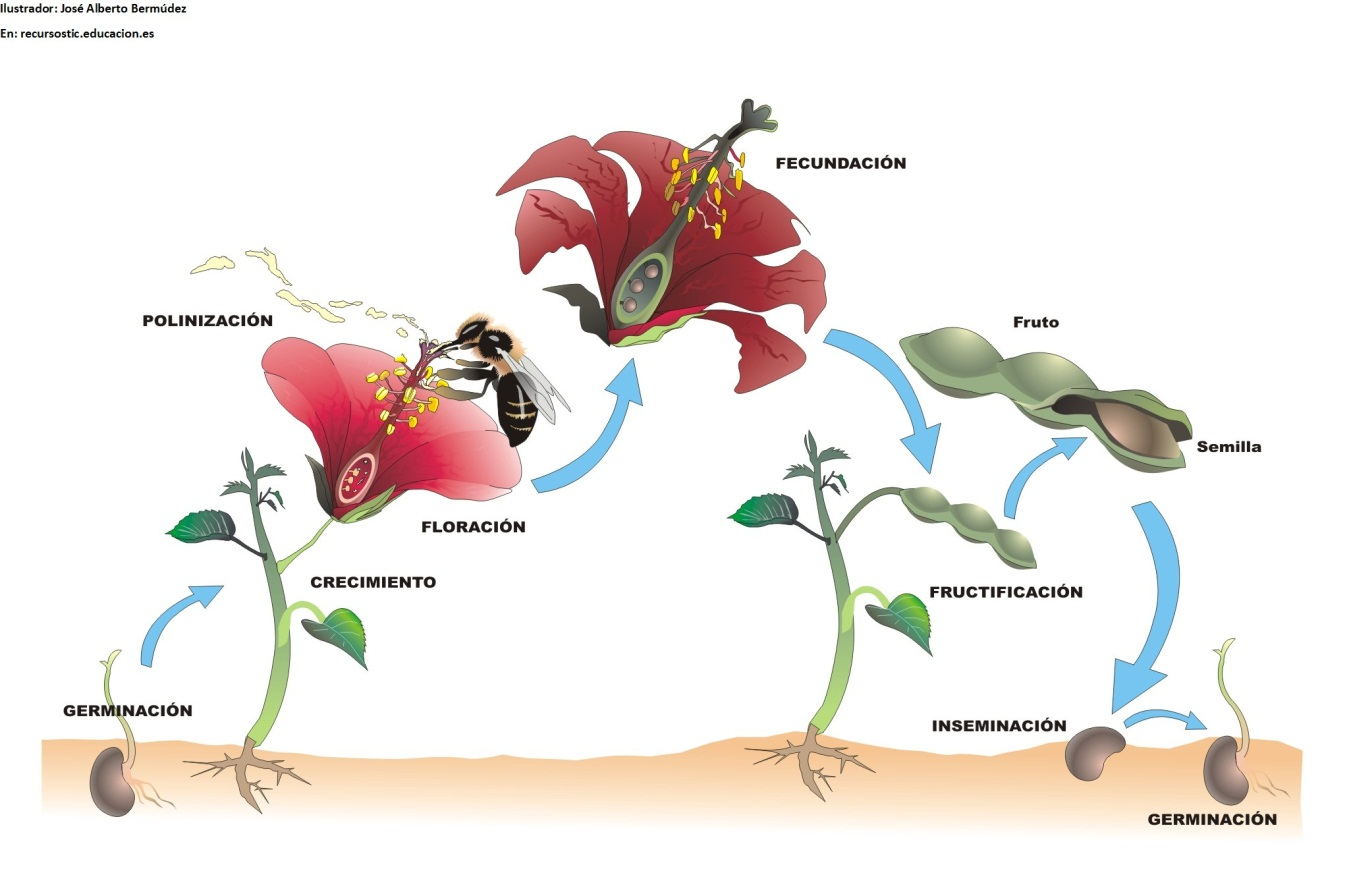 Ilustrador: José Alberto Bermúdez
En: recursostic.educacion.es
FECUNDACIÓN
POLINIZACIÓN
Fruto
Semilla
FLORACIÓN
CRECIMIENTO
FRUCTIFICACIÓN
GERMINACIÓN
INSEMINACIÓN
GERMINACIÓN